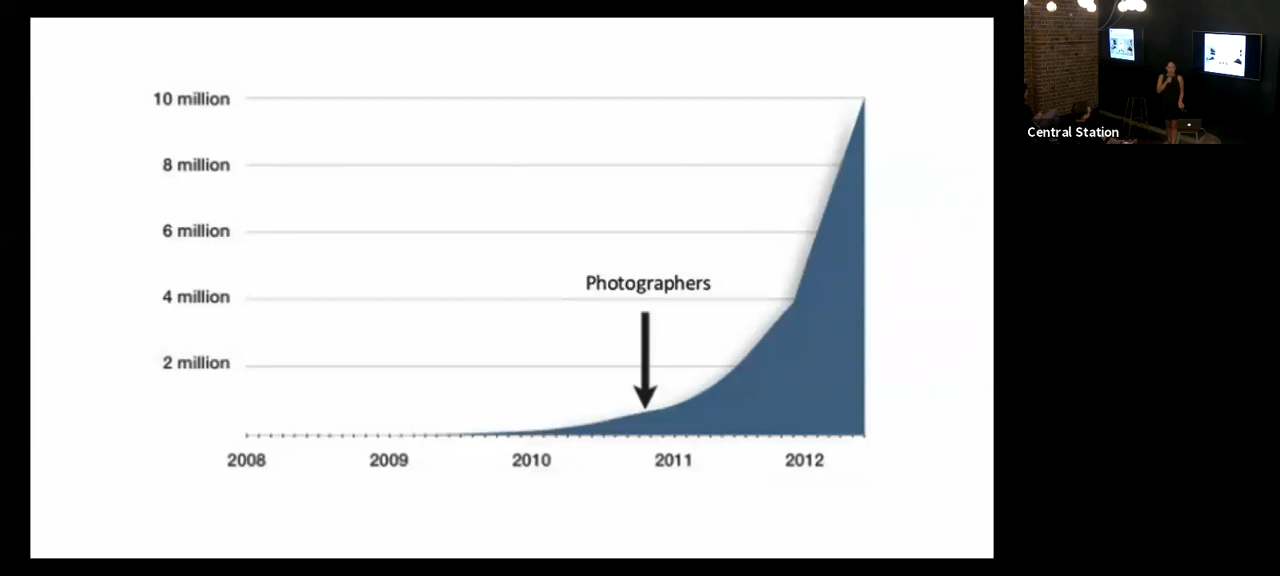 10 million
8 million
6 million
4 million
2 million
Photographers
2008 2009 2010 2011 2012
Central Station